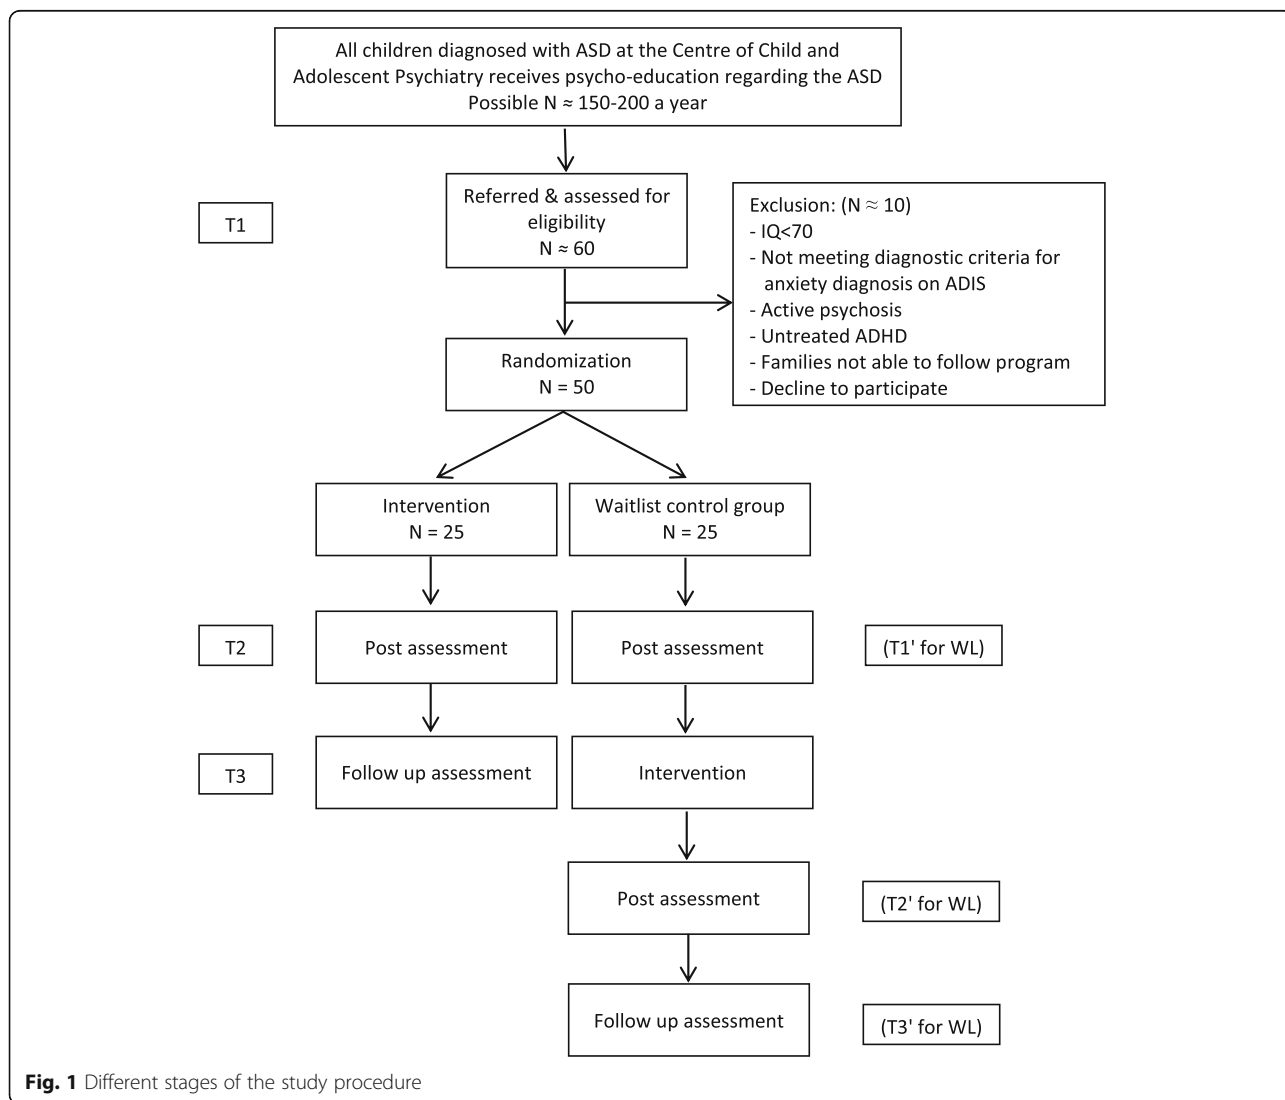 All children diagnosed with ASD at the Centre of Child and
Adolescent Psychiatry receives psycho-education regarding the ASD
Possible N ≈ 150-200 a year
T1
Referred & assessed for
eligibility
N ≈ 60
Exclusion: (N ≈ 10)
- IQ<70
- Not meeting diagnostic criteria for
anxiety diagnosis on ADIS
- Active psychosis
- Untreated ADHD
- Families not able to follow program
- Decline to participate
Randomization
N = 50
Intervention
N = 25
Waitlist control group
N = 25
T2
Post assessment
Post assessment
(T1' for WL)
T3
Follow up assessment
Intervention
Post assessment
(T2' for WL)
Follow up assessment
(T3' for WL)
Fig. 1 Different stages of the study procedure